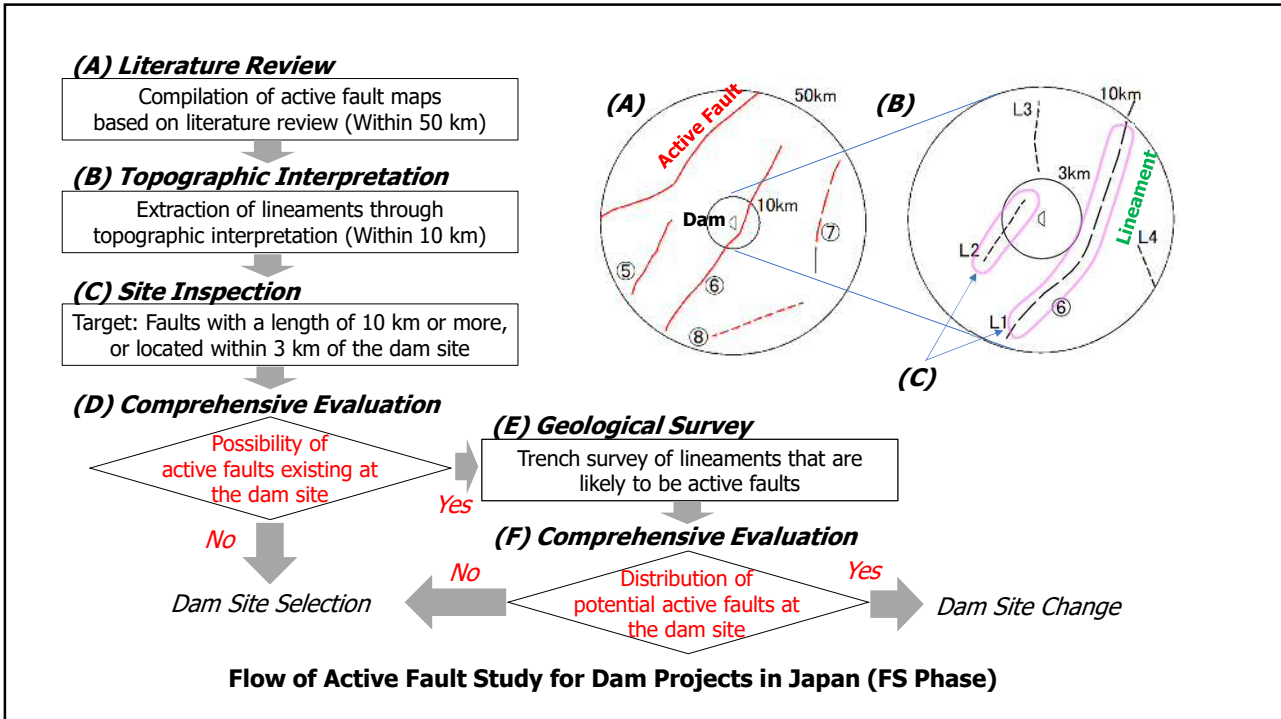 (A) Literature Review
Compilation of active fault maps
based on literature review (Within 50 km)
(B) Topographic Interpretation
Extraction of lineaments through
topographic interpretation (Within 10 km)
(C) Site Inspection
Target: Faults with a length of 10 km or more,
or located within 3 km of the dam site
(D) Comprehensive Evaluation
Possibility of
active faults existing at
the dam site
Yes
No
(E) Geological Survey
Trench survey of lineaments that are
likely to be active faults
(F) Comprehensive Evaluation
Distribution of
potential active faults at
the dam site
No
Yes
Dam Site Selection
Dam Site Change
(A)
50km
Active Fault
10km
Dam
⑤
⑥
⑦
⑧
(B)
10km
L3
3km
Lineament
L2
L4
L1
⑥
(C)
Flow of Active Fault Study for Dam Projects in Japan (FS Phase)